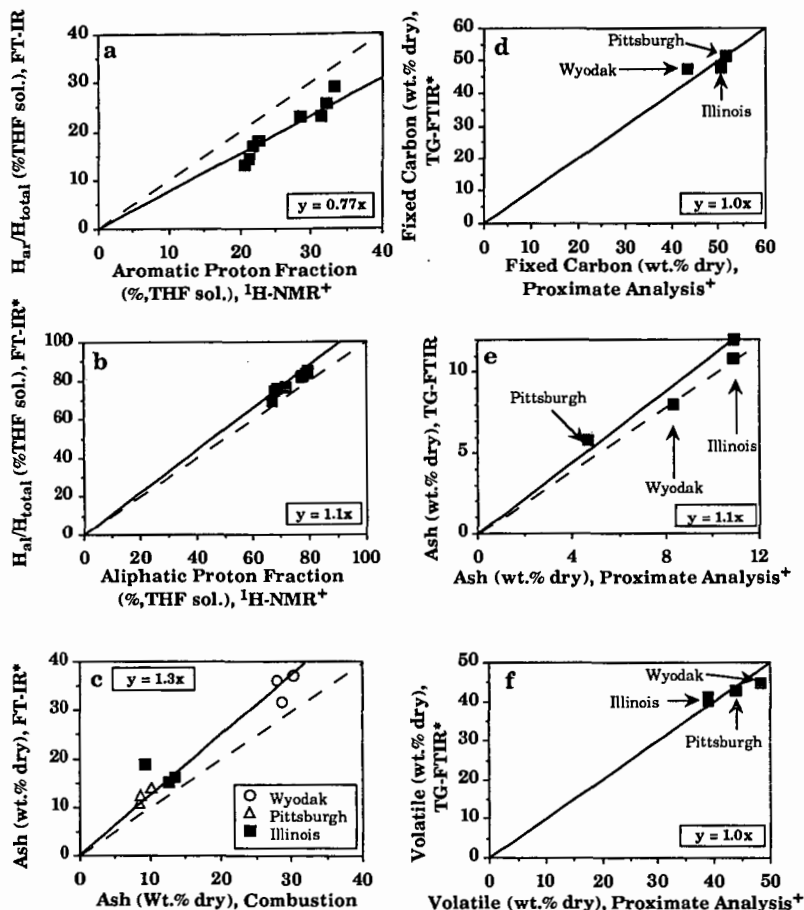 a
H_ar/H_total (%THF sol.), FT-IR
40
30
20
10
0
y = 0.77x
0 10 20 30 40
Aromatic Proton Fraction
(%,THF sol.), ¹H-NMR⁺
b
H_al/H_total (%THF sol.), FT-IR*
100
80
60
40
20
0
y = 1.1x
0 20 40 60 80 100
Aliphatic Proton Fraction
(%,THF sol.), ¹H-NMR⁺
c
y = 1.3x
Ash (wt.% dry), FT-IR*
40
30
20
10
0
Wyodak
Pittsburgh
Illinois
0 10 20 30 40
Ash (Wt.% dry), Combustion
d
Fixed Carbon (wt.% dry),
TG-FTIR*
60
50
40
30
20
10
0
Pittsburgh
Wyodak
Illinois
y = 1.0x
0 10 20 30 40 50 60
Fixed Carbon (wt.% dry),
Proximate Analysis⁺
e
Ash (wt.% dry), TG-FTIR
10
5
0
Pittsburgh
Illinois
Wyodak
y = 1.1x
0 4 8 12
Ash (wt.% dry), Proximate Analysis⁺
f
Volatile (wt.% dry),
TG-FTIR*
50
40
30
20
10
0
Wyodak
Illinois
Pittsburgh
y = 1.0x
0 10 20 30 40 50
Volatile (wt.% dry), Proximate Analysis⁺